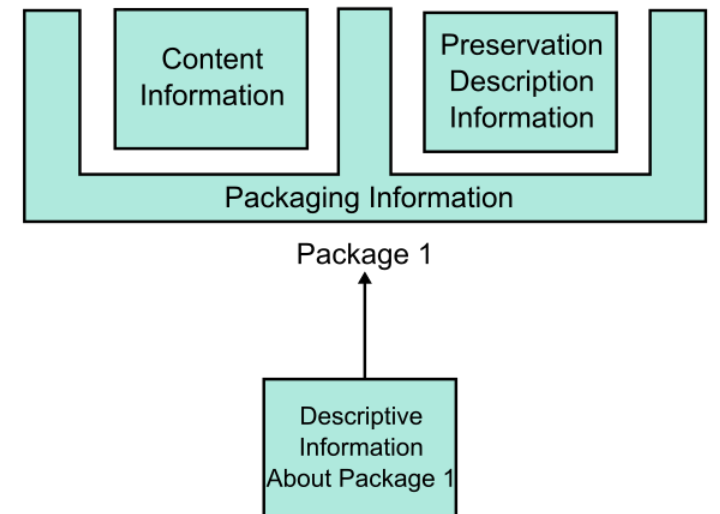 Content
Information
Preservation
Description
Information
Packaging Information
Package 1
Descriptive
Information
About Package 1